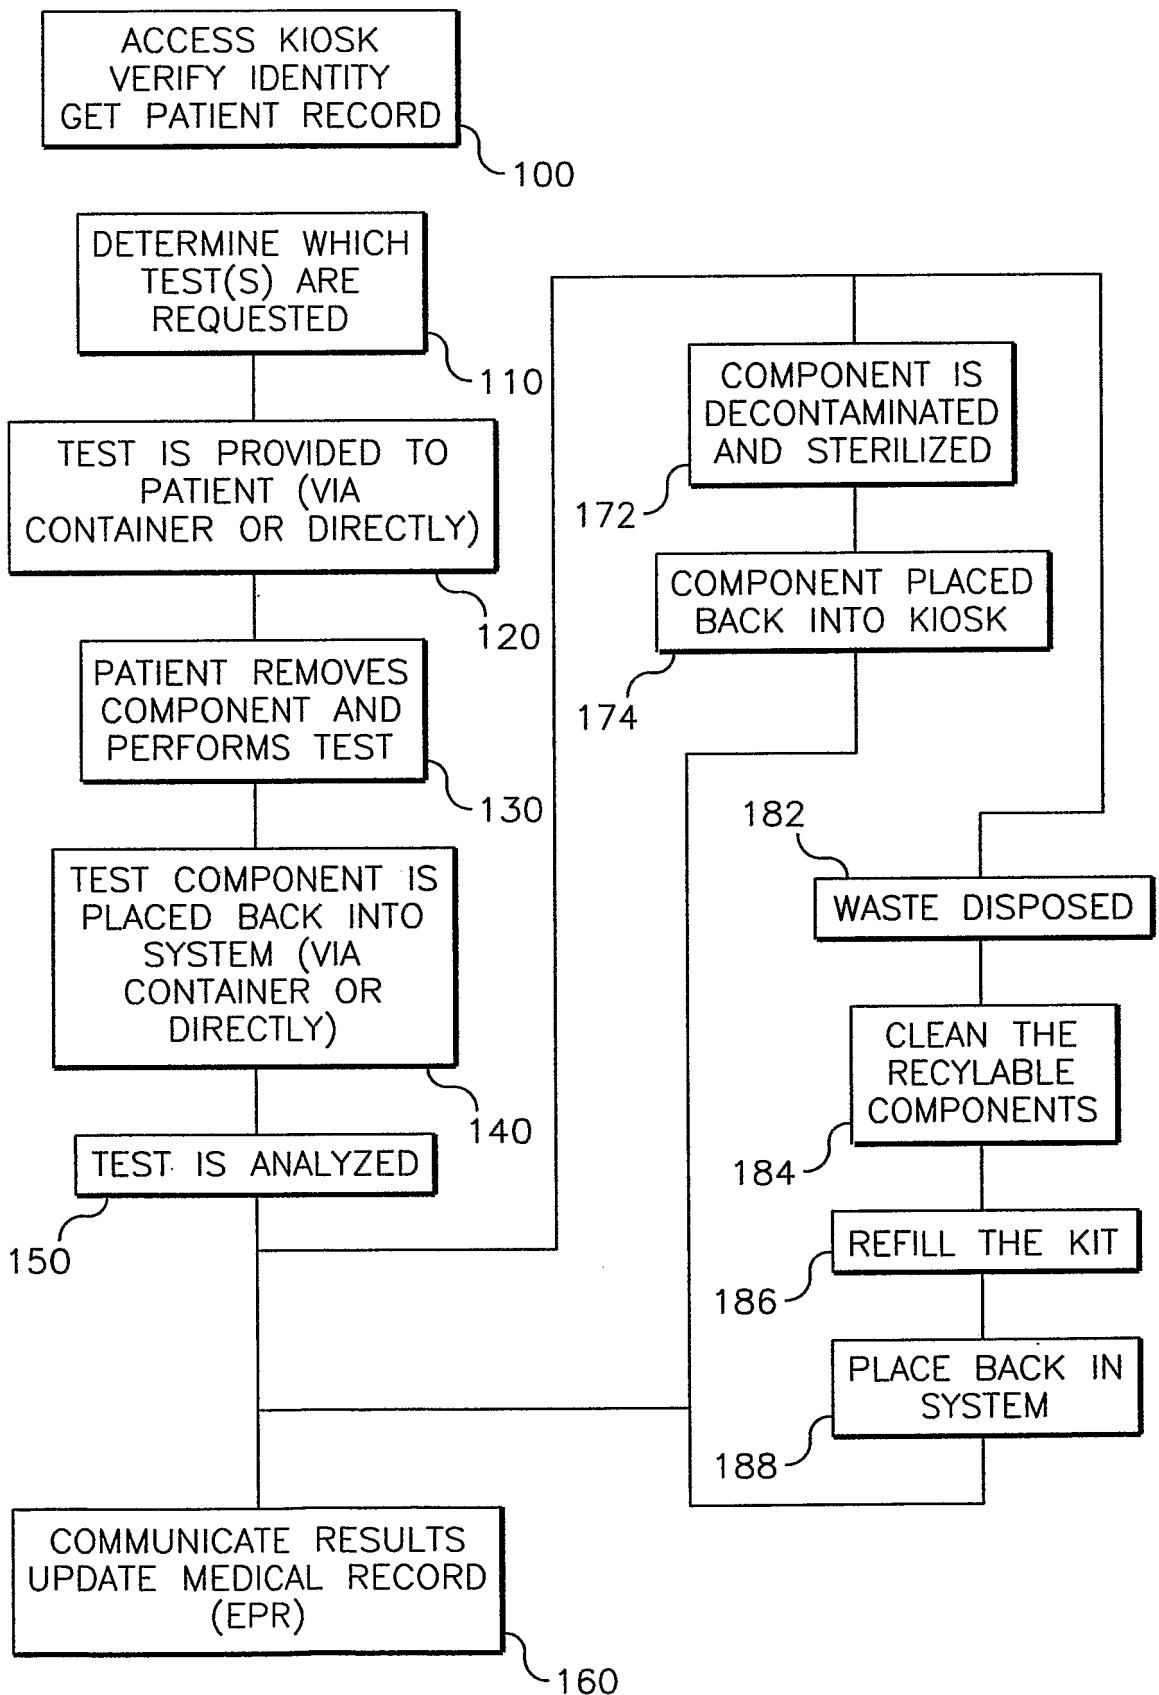 ACCESS KIOSK
VERIFY IDENTITY
GET PATIENT RECORD
100
DETERMINE WHICH
TEST(S) ARE
REQUESTED
110
TEST IS PROVIDED TO
PATIENT (VIA
CONTAINER OR DIRECTLY)
120
PATIENT REMOVES
COMPONENT AND
PERFORMS TEST
130
TEST COMPONENT IS
PLACED BACK INTO
SYSTEM (VIA
CONTAINER OR
DIRECTLY)
140
TEST IS ANALYZED
150
COMMUNICATE RESULTS
UPDATE MEDICAL RECORD
(EPR)
160
COMPONENT IS
DECONTAMINATED
AND STERILIZED
172
COMPONENT PLACED
BACK INTO KIOSK
174
182
WASTE DISPOSED
CLEAN THE
RECYLABLE
COMPONENTS
184
REFILL THE KIT
186
PLACE BACK IN
SYSTEM
188